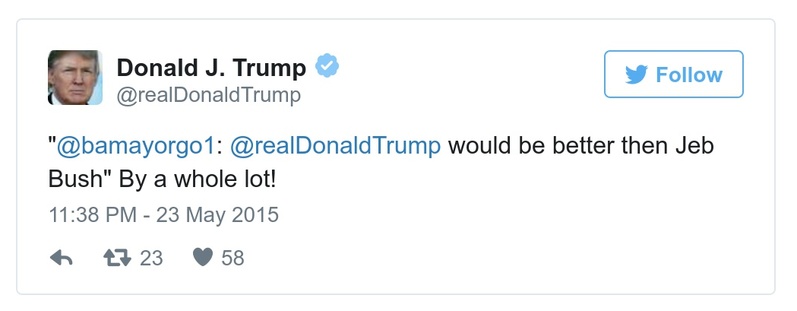 Donald J. Trump
@realDonaldTrump
Follow
"@bamayorgo1: @realDonaldTrump would be better then Jeb
Bush" By a whole lot!
11:38 PM - 23 May 2015
23 58